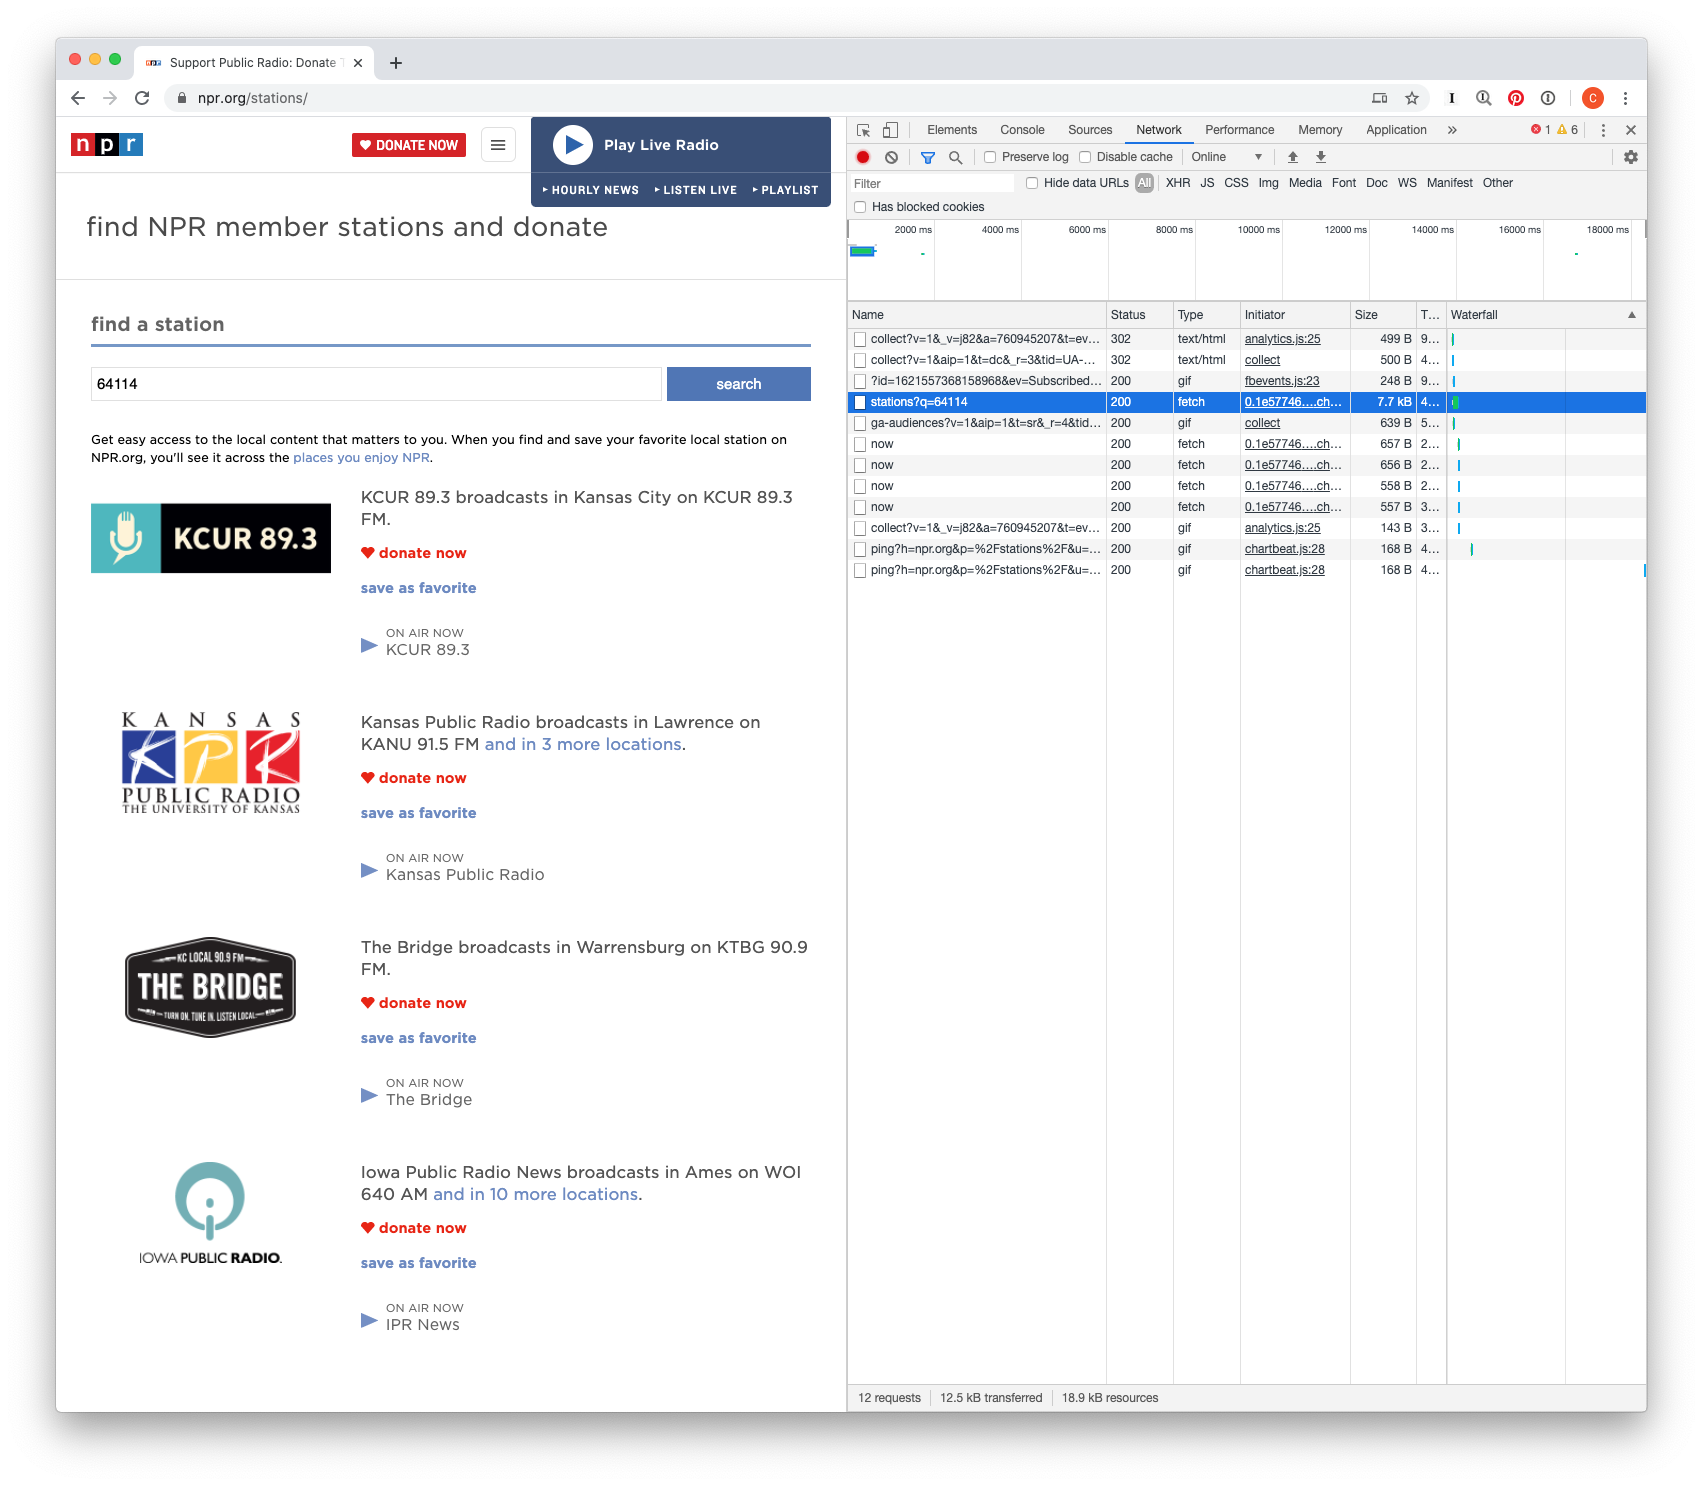 Support Public Radio: Donate
npr.org/stations/
C
npr
DONATE NOW
Play Live Radio
HOURLY NEWS LISTEN LIVE PLAYLIST
find NPR member stations and donate
find a station
64114
search
Get easy access to the local content that matters to you. When you find and save your favorite local station on
NPR.org, you'll see it across the places you enjoy NPR.
KCUR 89.3
KCUR 89.3 broadcasts in Kansas City on KCUR 89.3
FM.
donate now
save as favorite
ON AIR NOW
KCUR 89.3
KANSAS
KPR
PUBLIC RADIO
THE UNIVERSITY OF KANSAS
Kansas Public Radio broadcasts in Lawrence on
KANU 91.5 FM and in 3 more locations.
donate now
save as favorite
ON AIR NOW
Kansas Public Radio
KC LOCAL 90.9 FM
THE BRIDGE
TURN ON. TUNE IN. LISTEN LOCAL.
The Bridge broadcasts in Warrensburg on KTBG 90.9
FM.
donate now
save as favorite
ON AIR NOW
The Bridge
IOWA PUBLIC RADIO.
Iowa Public Radio News broadcasts in Ames on WOI
640 AM and in 10 more locations.
donate now
save as favorite
ON AIR NOW
IPR News
Elements Console Sources Network Performance Memory Application » 1 6
Preserve log Disable cache Online
Filter Hide data URLs All XHR JS CSS Img Media Font Doc WS Manifest Other
Has blocked cookies
2000 ms 4000 ms 6000 ms 8000 ms 10000 ms 12000 ms 14000 ms 16000 ms 18000 ms
Name Status Type Initiator Size T... Waterfall
collect?v=1&_v=j82&a=760945207&t=ev... 302 text/html analytics.js:25 499 B 9...
collect?v=1&aip=1&t=dc&_r=3&tid=UA-... 302 text/html collect 500 B 4...
?id=1621557368158968&ev=Subscribed... 200 gif fbevents.js:23 248 B 9...
stations?q=64114 200 fetch 0.1e57746....ch... 7.7 kB 4...
ga-audiences?v=1&aip=1&t=sr&_r=4&tid... 200 gif collect 639 B 5...
now 200 fetch 0.1e57746....ch... 657 B 2...
now 200 fetch 0.1e57746....ch... 656 B 2...
now 200 fetch 0.1e57746....ch... 558 B 2...
now 200 fetch 0.1e57746....ch... 557 B 3...
collect?v=1&_v=j82&a=760945207&t=ev... 200 gif analytics.js:25 143 B 3...
ping?h=npr.org&p=%2Fstations%2F&u=... 200 gif chartbeat.js:28 168 B 4...
ping?h=npr.org&p=%2Fstations%2F&u=... 200 gif chartbeat.js:28 168 B 4...
12 requests 12.5 kB transferred 18.9 kB resources